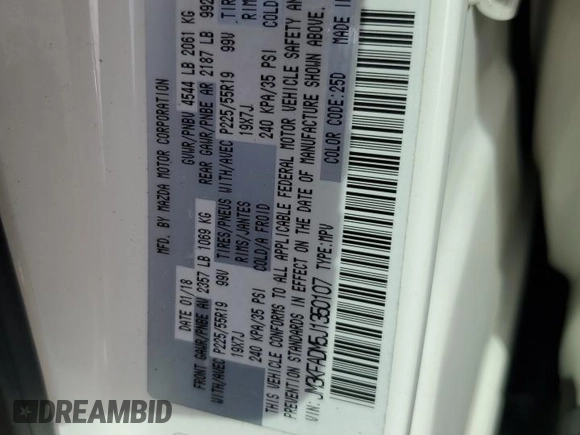 MFD. BY MAZDA MOTOR CORPORATION
DATE 01/18 GVWR/PNBV 4544 LB 2061 KG
FRONT GAWR/PNBE AV 2357 LB 1069 KG REAR GAWR/PNBE AR 2187 LB 992
WITH/AVEC P225/55R19 99V TIRES/PNEUS WITH/AVEC P225/55R19 99V TIRES
19X7J RIMS/JANTES 19X7J. RIMS
240 KPA/35 PSI COLD/A FROID 240 KPA/35 PSI
THIS VEHICLE CONFORMS TO ALL APPLICABLE FEDERAL MOTOR VEHICLE SAFETY AN
PREVENTION STANDARDS IN EFFECT ON THE DATE OF MANUFACTURE SHOWN ABOVE.
VIN: JM3KFADM5J1350107 TYPE:MPV COLOR CODE:25D MADE I
DREAMBID